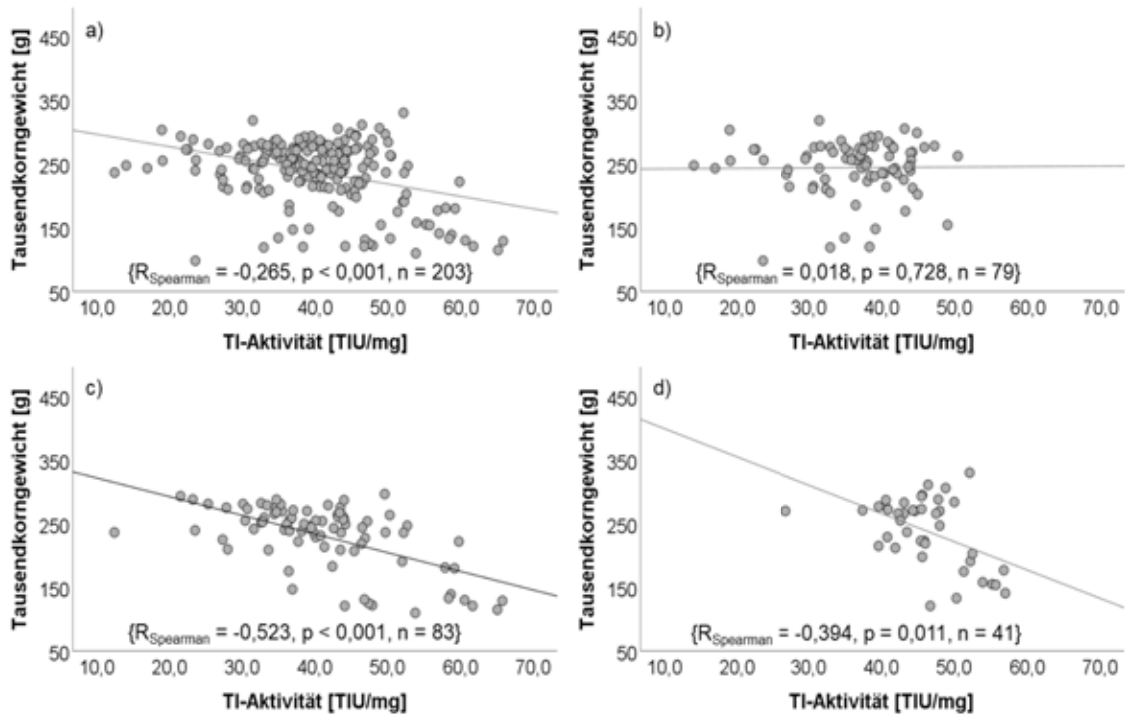 a)
Tausendkorngewicht [g]
450
350
250
150
50
{RSpearman = -0,265, p < 0,001, n = 203}
10,0 20,0 30,0 40,0 50,0 60,0 70,0
TI-Aktivität [TIU/mg]
b)
Tausendkorngewicht [g]
450
350
250
150
50
{RSpearman = 0,018, p = 0,728, n = 79}
10,0 20,0 30,0 40,0 50,0 60,0 70,0
TI-Aktivität [TIU/mg]
c)
Tausendkorngewicht [g]
450
350
250
150
50
{RSpearman = -0,523, p < 0,001, n = 83}
10,0 20,0 30,0 40,0 50,0 60,0 70,0
TI-Aktivität [TIU/mg]
d)
Tausendkorngewicht [g]
450
350
250
150
50
{RSpearman = -0,394, p = 0,011, n = 41}
10,0 20,0 30,0 40,0 50,0 60,0 70,0
TI-Aktivität [TIU/mg]